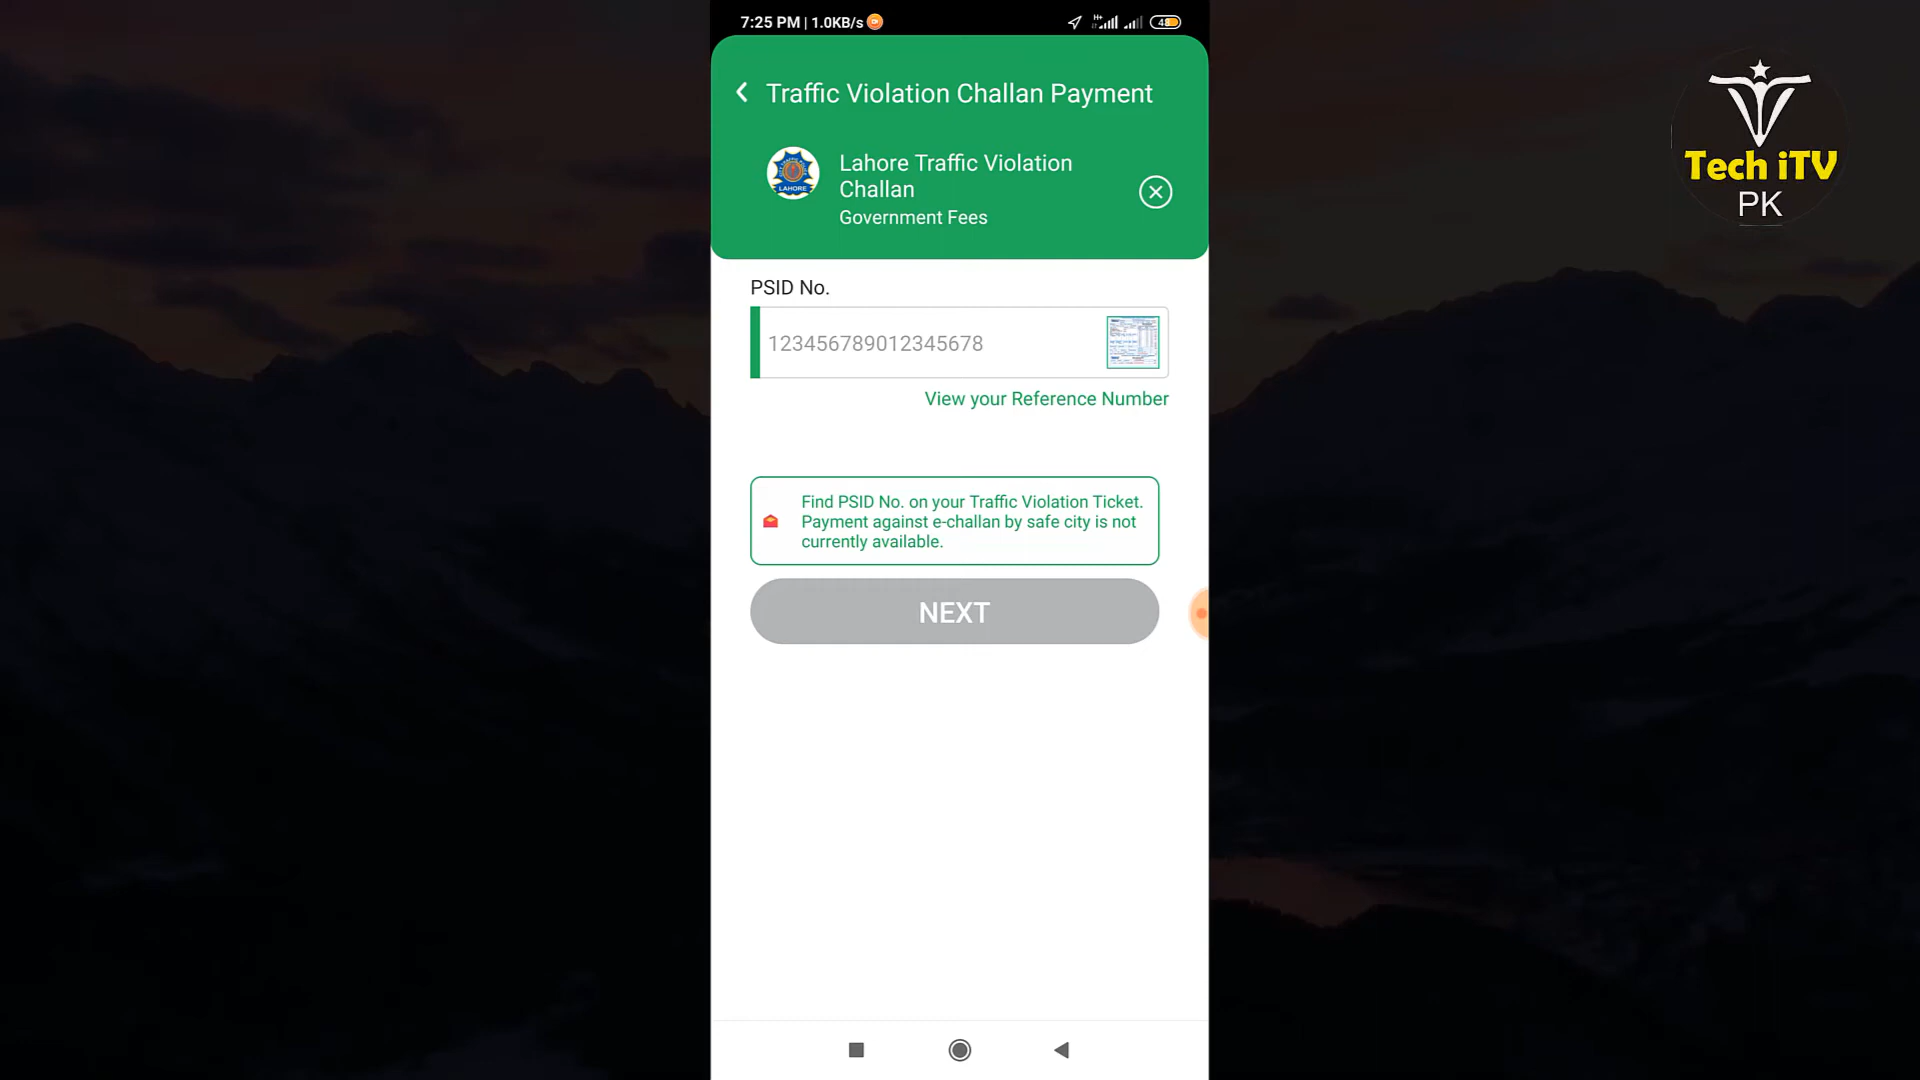 7:25 PM | 1.0KB/s
H+
48
Traffic Violation Challan Payment
Lahore Traffic Violation
Challan
Government Fees
LAHORE
PSID No.
123456789012345678
View your Reference Number
Find PSID No. on your Traffic Violation Ticket.
Payment against e-challan by safe city is not
currently available.
NEXT
Tech iTV
PK